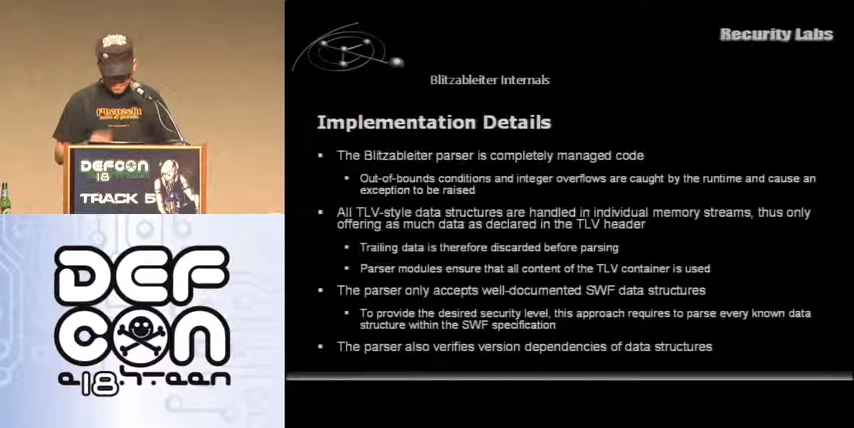 Recurity Labs
Blitzableiter Internals
Implementation Details
The Blitzableiter parser is completely managed code
Out-of-bounds conditions and integer overflows are caught by the runtime and cause an
exception to be raised
All TLV-style data structures are handled in individual memory streams, thus only
offering as much data as declared in the TLV header
Trailing data is therefore discarded before parsing
Parser modules ensure that all content of the TLV container is used
The parser only accepts well-documented SWF data structures
To provide the desired security level, this approach requires to parse every known data
structure within the SWF specification
The parser also verifies version dependencies of data structures
DEFCON
18
TRACK 5
DEF
CON
e18hteen